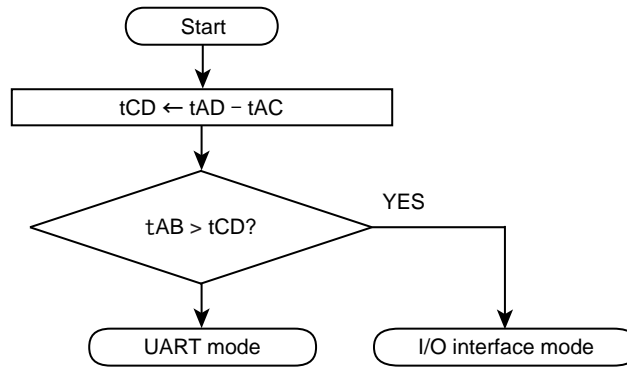 Start
tCD ← tAD − tAC
tAB > tCD?
YES
UART mode
I/O interface mode